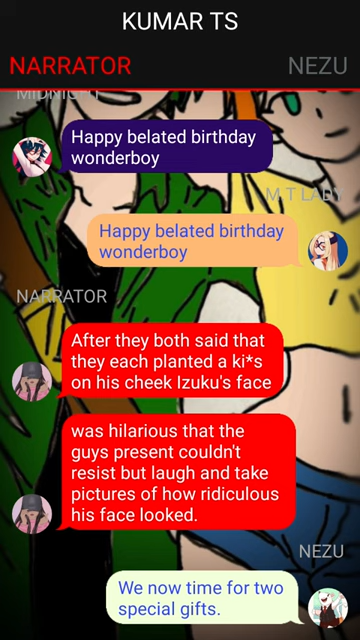 KUMAR TS
NARRATOR NEZU
MIDNIGHT
Happy belated birthday
wonderboy
M T LADY
Happy belated birthday
wonderboy
NARRATOR
After they both said that
they each planted a ki*s
on his cheek Izuku's face
was hilarious that the
guys present couldn't
resist but laugh and take
pictures of how ridiculous
his face looked.
NEZU
We now time for two
special gifts.